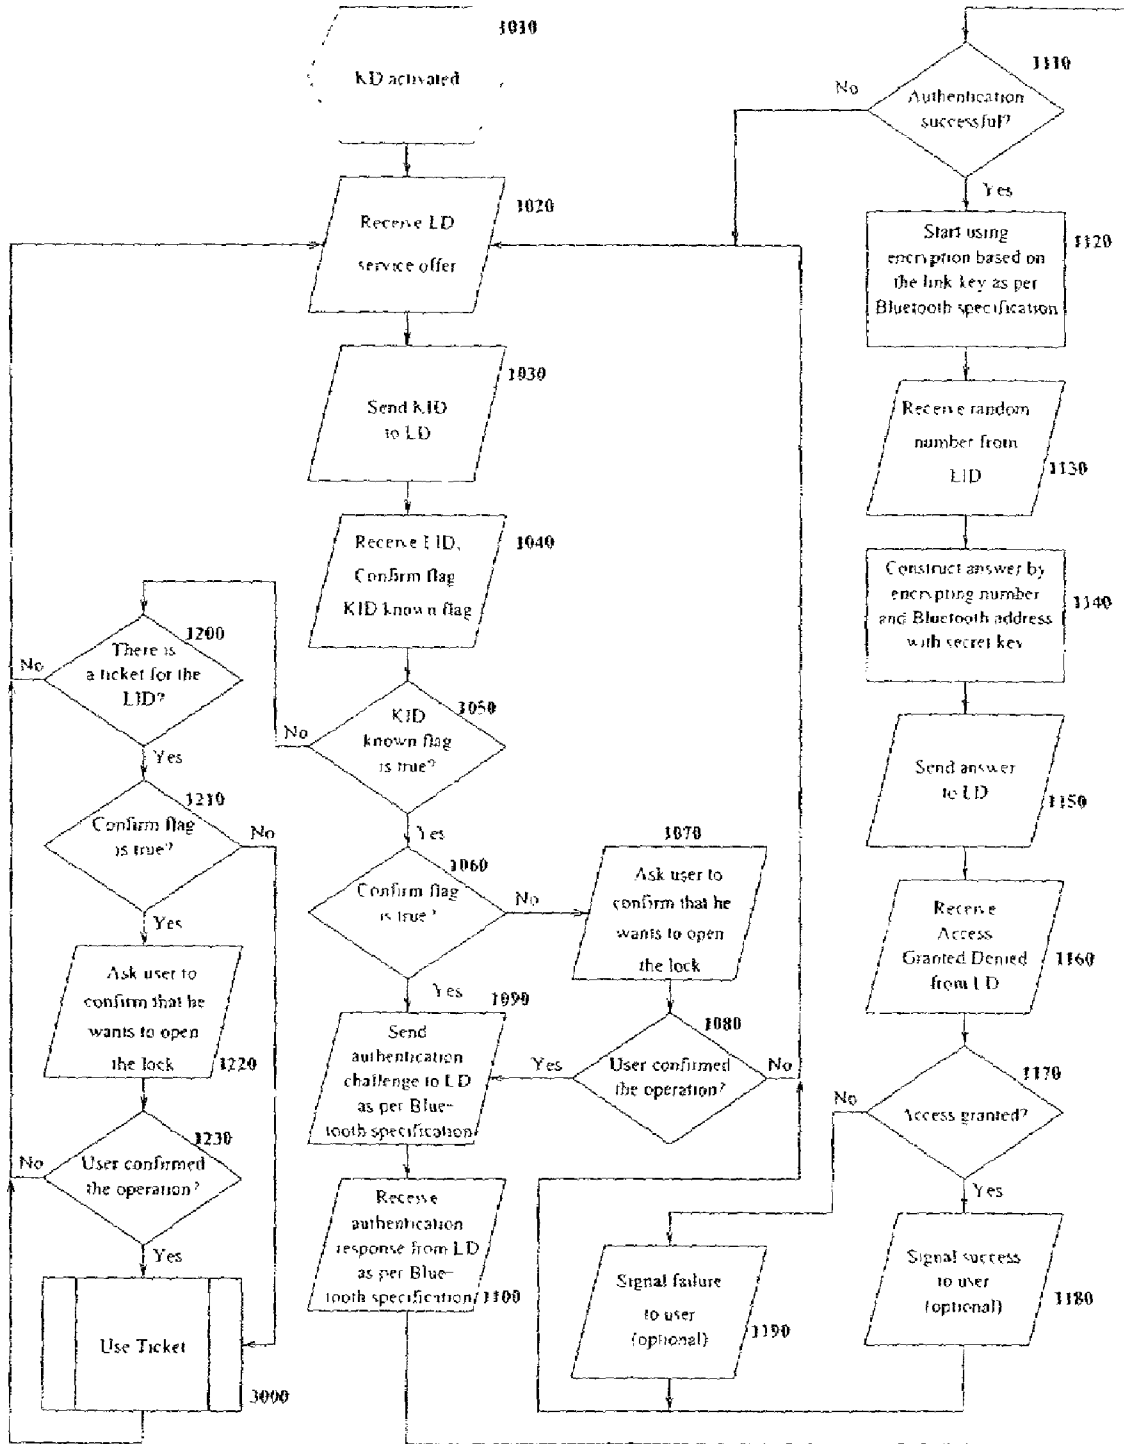 1010
KD activated
Receive LD
service offer
1020
Send KID
to LD
1030
Receive LID,
Confirm flag
KID known flag
1040
KID
known flag
is true?
1050
No
Yes
There is
a ticket for the
LID?
1200
No
Yes
Confirm flag
is true?
1210
No
Yes
Ask user to
confirm that he
wants to open
the lock
1220
User confirmed
the operation?
1230
No
Yes
Use Ticket
3000
Confirm flag
is true?
1060
No
Yes
1070
Ask user to
confirm that he
wants to open
the lock
User confirmed
the operation?
1080
Yes
No
Send
authentication
challenge to LD
as per Blue-
tooth specification
1090
Receive
authentication
response from LD
as per Blue-
tooth specification
1100
Authentication
successful?
1110
No
Yes
Start using
encryption based on
the link key as per
Bluetooth specification
1120
Receive random
number from
LID
1130
Construct answer by
encrypting number
and Bluetooth address
with secret key
1140
Send answer
to LD
1150
Receive
Access
Granted Denied
from LD
1160
Access granted?
1170
No
Yes
Signal success
to user
(optional)
1180
Signal failure
to user
(optional)
1190